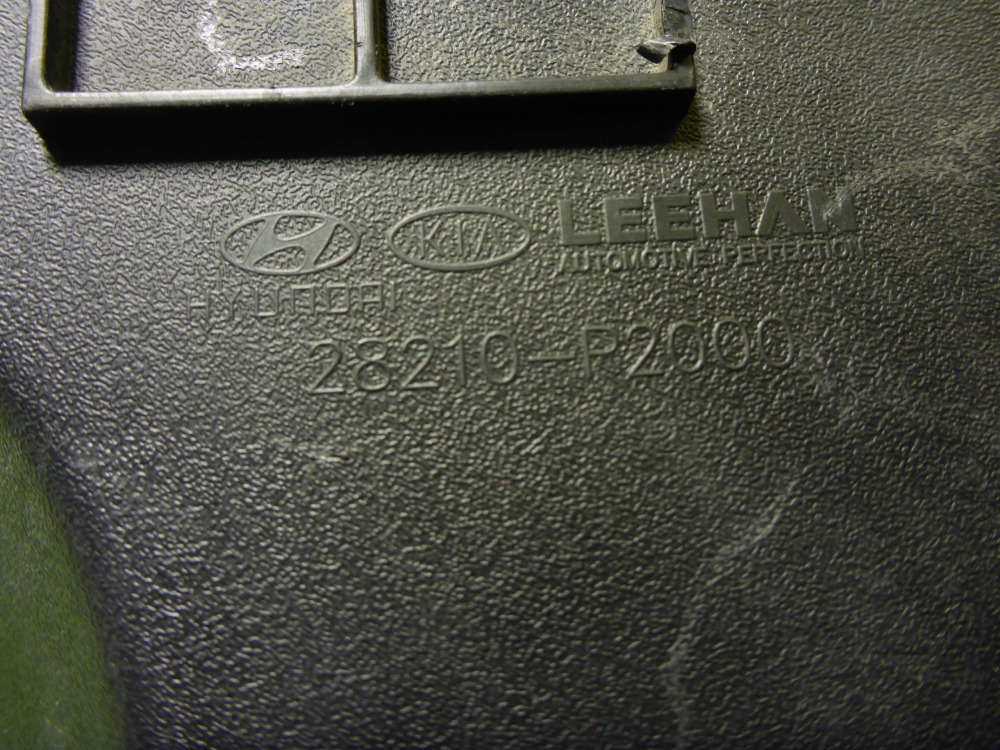 KIA LEEHAN
AUTOMOTIVE PERFECTION
HYUNDAI
28210-P2000